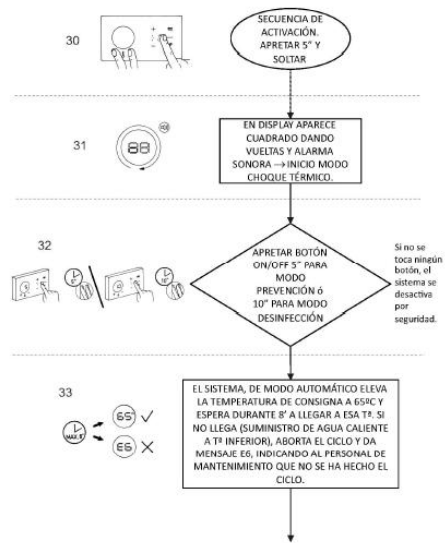 30
SECUENCIA DE
ACTIVACIÓN.
APRETAR 5" Y
SOLTAR
31
88
EN DISPLAY APARECE
CUADRADO DANDO
VUELTAS Y ALARMA
SONORA → INICIO MODO
CHOQUE TÉRMICO.
32
5"
10"
APRETAR BOTÓN
ON/OFF 5" PARA
MODO
PREVENCIÓN ó
10" PARA MODO
DESINFECCIÓN
Si no se
toca ningún
botón, el
sistema se
desactiva
por
seguridad.
33
MAX. 8'
65°
E6
EL SISTEMA, DE MODO AUTOMÁTICO ELEVA
LA TEMPERATURA DE CONSIGNA A 65ºC Y
ESPERA DURANTE 8' A LLEGAR A ESA Tª. SI
NO LLEGA (SUMINISTRO DE AGUA CALIENTE
A Tª INFERIOR), ABORTA EL CICLO Y DA
MENSAJE E6, INDICANDO AL PERSONAL DE
MANTENIMIENTO QUE NO SE HA HECHO EL
CICLO.